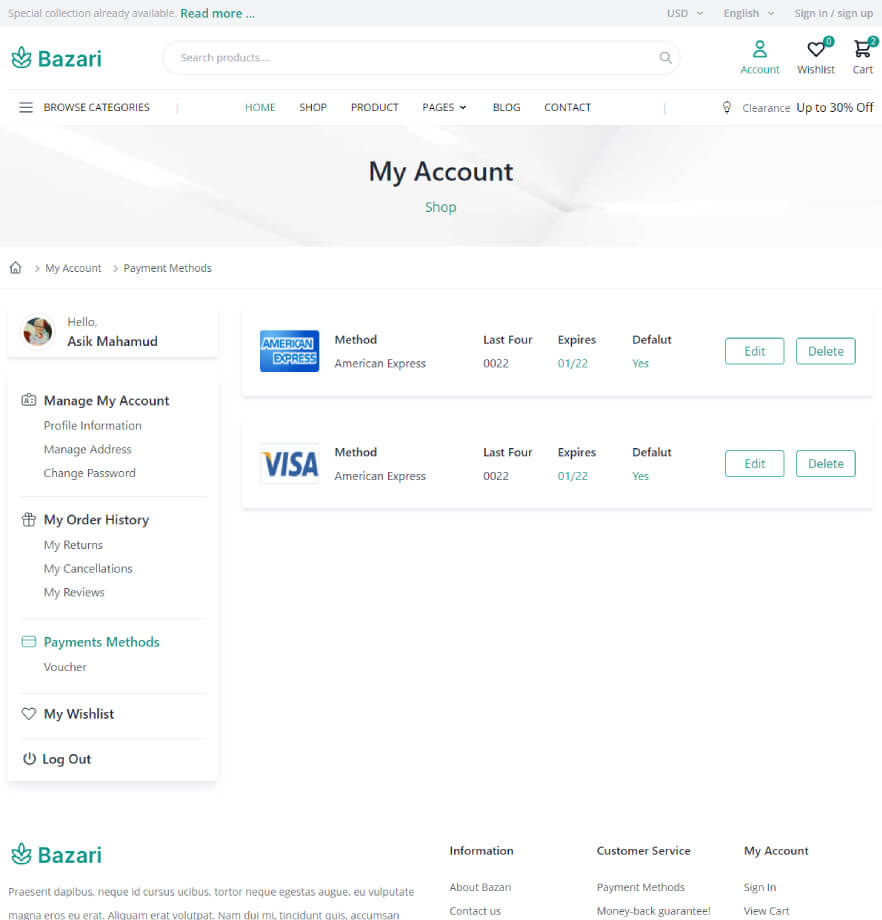 Special collection already available. Read more ...
USD English Sign in / sign up
Bazari
Search products....
0
2
Account Wishlist Cart
BROWSE CATEGORIES
HOME SHOP PRODUCT PAGES BLOG CONTACT
Clearance Up to 30% Off
My Account
Shop
My Account Payment Methods
Hello,
Asik Mahamud
Manage My Account
Profile Information
Manage Address
Change Password
My Order History
My Returns
My Cancellations
My Reviews
Payments Methods
Voucher
My Wishlist
Log Out
AMERICAN
EXPRESS
Method Last Four Expires Defalut
American Express 0022 01/22 Yes
Edit Delete
VISA
Method Last Four Expires Defalut
American Express 0022 01/22 Yes
Edit Delete
Bazari
Praesent dapibus, neque id cursus ucibus, tortor neque egestas augue, eu vulputate
magna eros eu erat. Aliquam erat volutpat. Nam dui mi, tincidunt quis, accumsan
Information
About Bazari
Contact us
Customer Service
Payment Methods
Money-back guarantee!
My Account
Sign In
View Cart